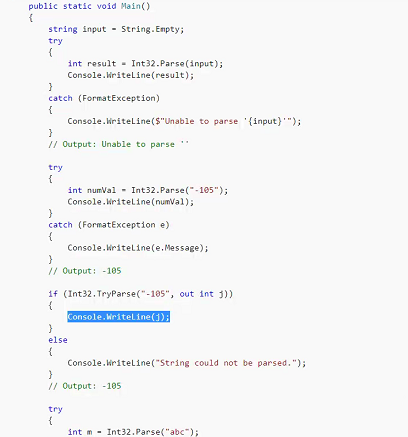 public static void Main()
{
string input = String.Empty;
try
{
int result = Int32.Parse(input);
Console.WriteLine(result);
}
catch (FormatException)
{
Console.WriteLine($"Unable to parse '{input}'");
}
// Output: Unable to parse ''
try
{
int numVal = Int32.Parse("-105");
Console.WriteLine(numVal);
}
catch (FormatException e)
{
Console.WriteLine(e.Message);
}
// Output: -105
if (Int32.TryParse("-105", out int j))
{
Console.WriteLine(j);
}
else
{
Console.WriteLine("String could not be parsed.");
}
// Output: -105
try
{
int m = Int32.Parse("abc");